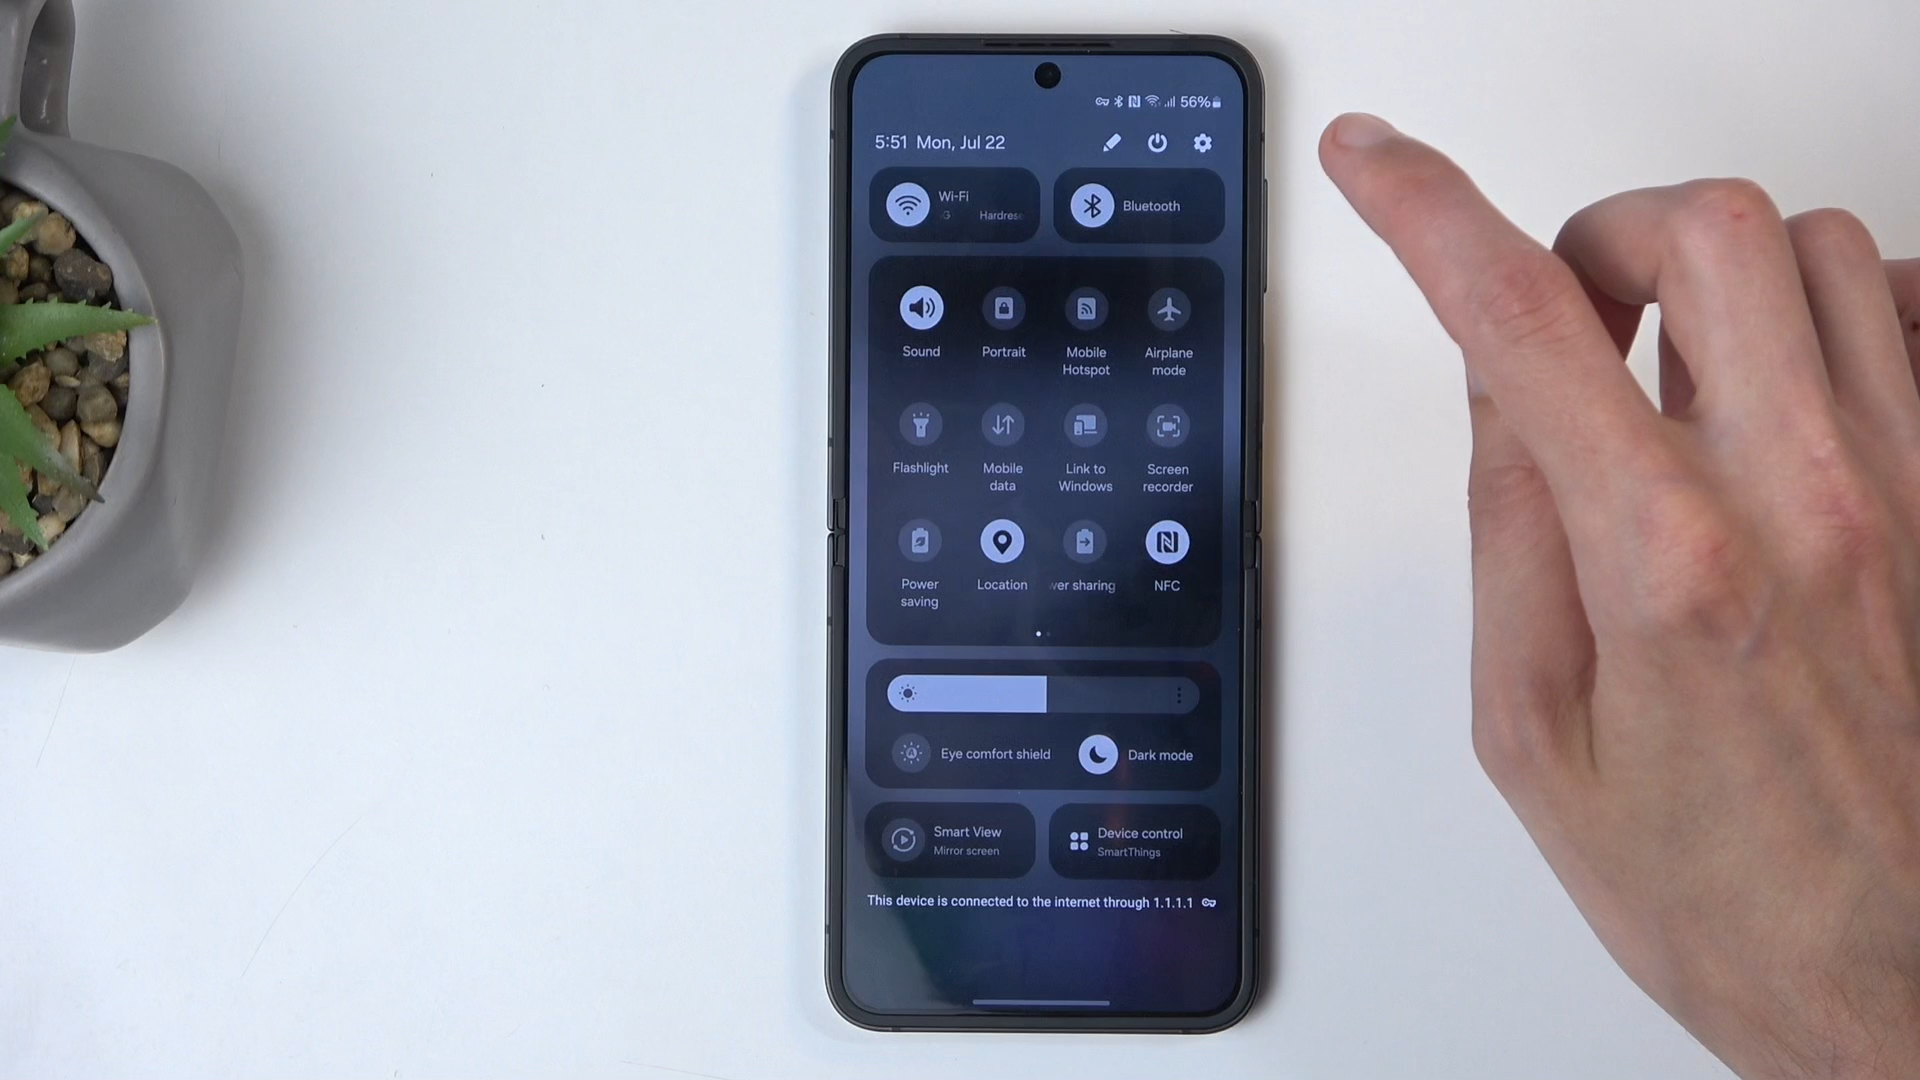 56%
5:51 Mon, Jul 22
Wi-Fi
G Hardres
Bluetooth
Sound
Portrait
Mobile
Hotspot
Airplane
mode
Flashlight
Mobile
data
Link to
Windows
Screen
recorder
Power
saving
Location
wer sharing
NFC
Eye comfort shield
Dark mode
Smart View
Mirror screen
Device control
SmartThings
This device is connected to the internet through 1.1.1.1